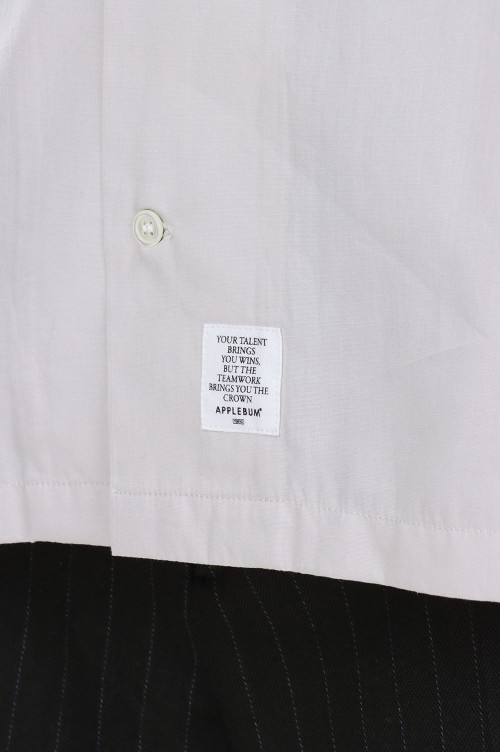 YOUR TALENT
BRINGS
YOU WINS,
BUT THE
TEAMWORK
BRINGS YOU THE
CROWN
APPLEBUM